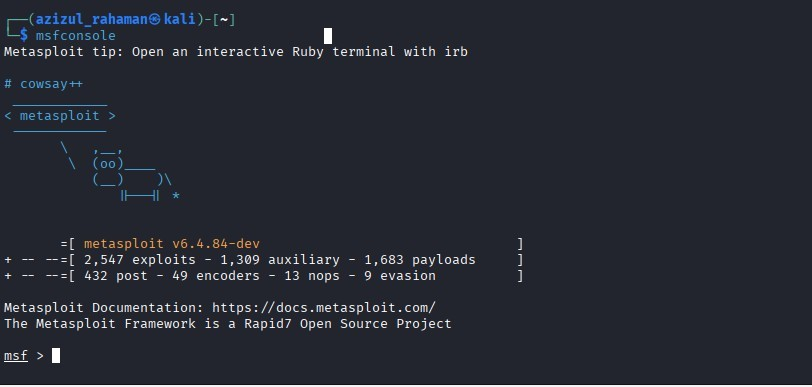 ┌──(azizul_rahaman㉿kali)-[~]
└─$ msfconsole
Metasploit tip: Open an interactive Ruby terminal with irb
# cowsay++
 ____________
< metasploit >
 ------------
       \   ,__,
        \  (oo)____
           (__)    )\
              ||--|| *
       =[ metasploit v6.4.84-dev                                ]
+ -- --=[ 2,547 exploits - 1,309 auxiliary - 1,683 payloads     ]
+ -- --=[ 432 post - 49 encoders - 13 nops - 9 evasion          ]
Metasploit Documentation: https://docs.metasploit.com/
The Metasploit Framework is a Rapid7 Open Source Project
msf >